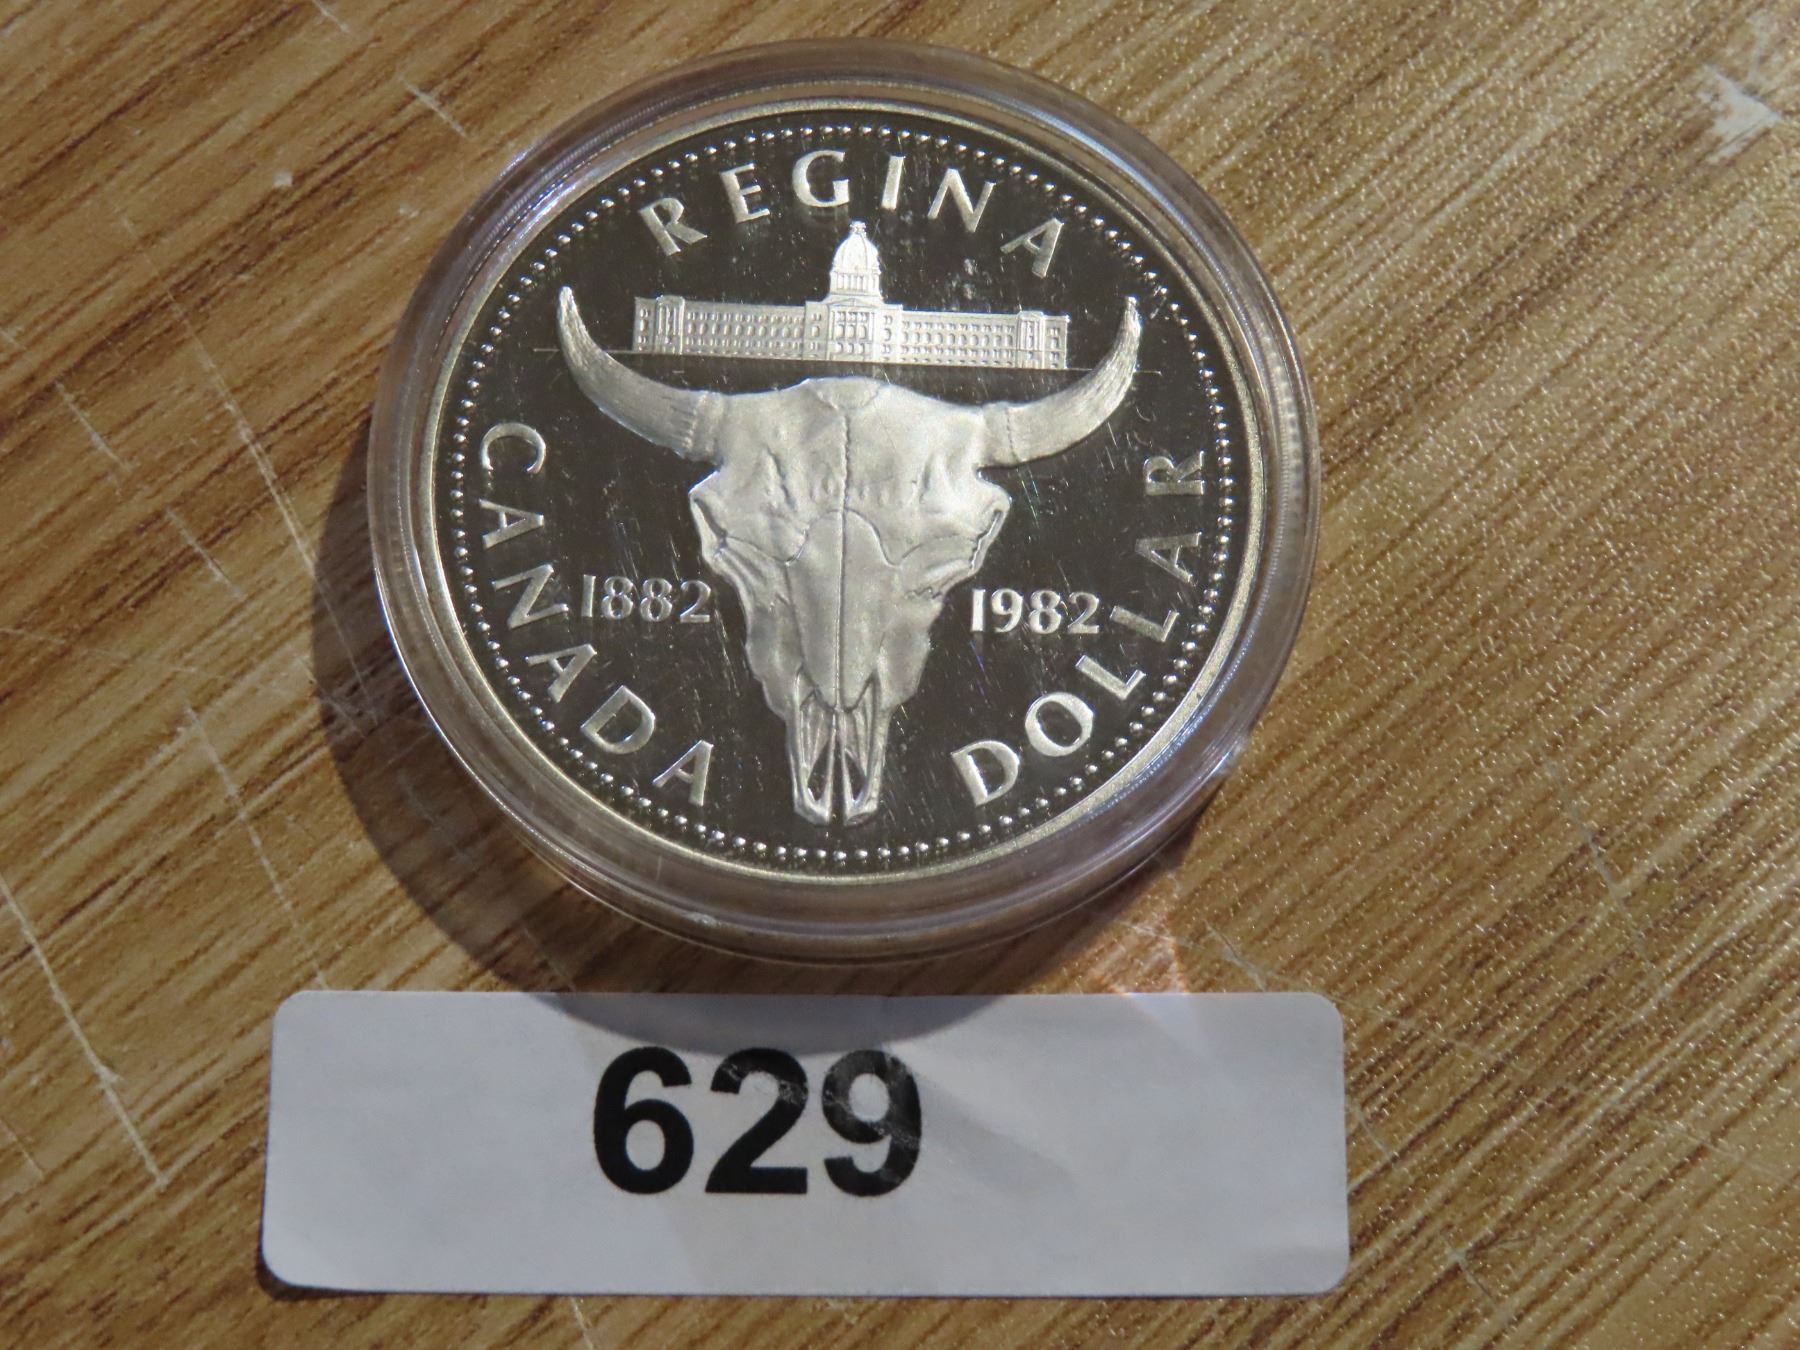 REGINA
CANADA
1882
1982
DOLLAR
629